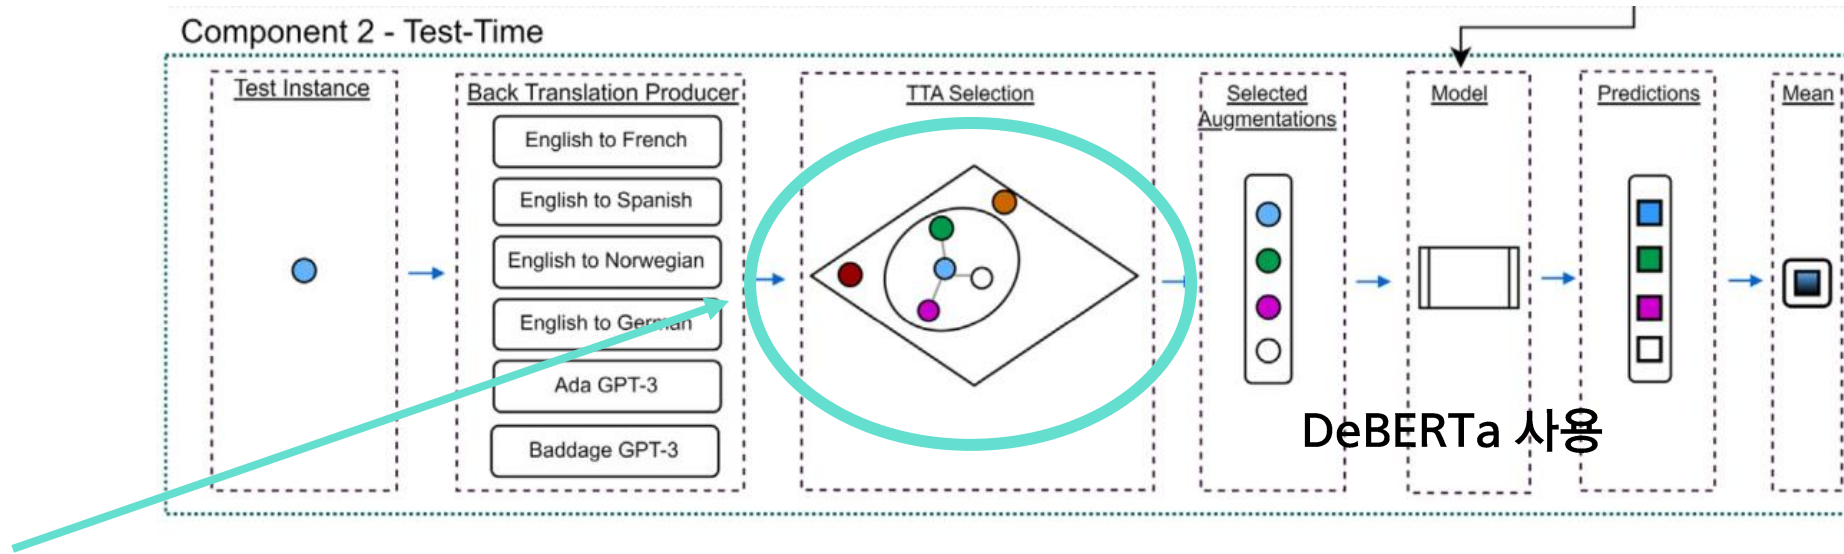 Component 2 - Test-Time
Test Instance
Back Translation Producer
English to French
English to Spanish
English to Norwegian
English to German
Ada GPT-3
Baddage GPT-3
TTA Selection
Selected
Augmentations
Model
Predictions
Mean
DeBERTa 사용